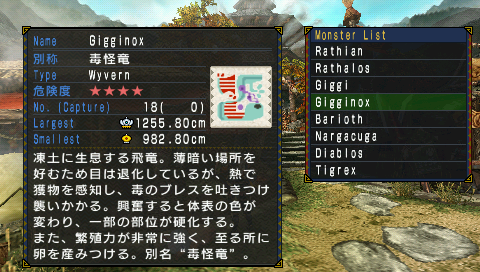 Name Gigginox
別称 毒怪竜
Type Wyvern
危険度 ★★★★
No. (Capture) 18( 0)
Largest 1255.80cm
Smallest 982.80cm
凍土に生息する飛竜。薄暗い場所を
好むため目は退化しているが、熱で
獲物を感知し、毒のブレスを吐きつけ
襲いかかる。興奮すると体表の色が
変わり、一部の部位が硬化する。
また、繁殖力が非常に強く、至る所に
卵を産みつける。別名“毒怪竜”。
Monster List
Rathian
Rathalos
Giggi
Gigginox
Barioth
Nargacuga
Diablos
Tigrex